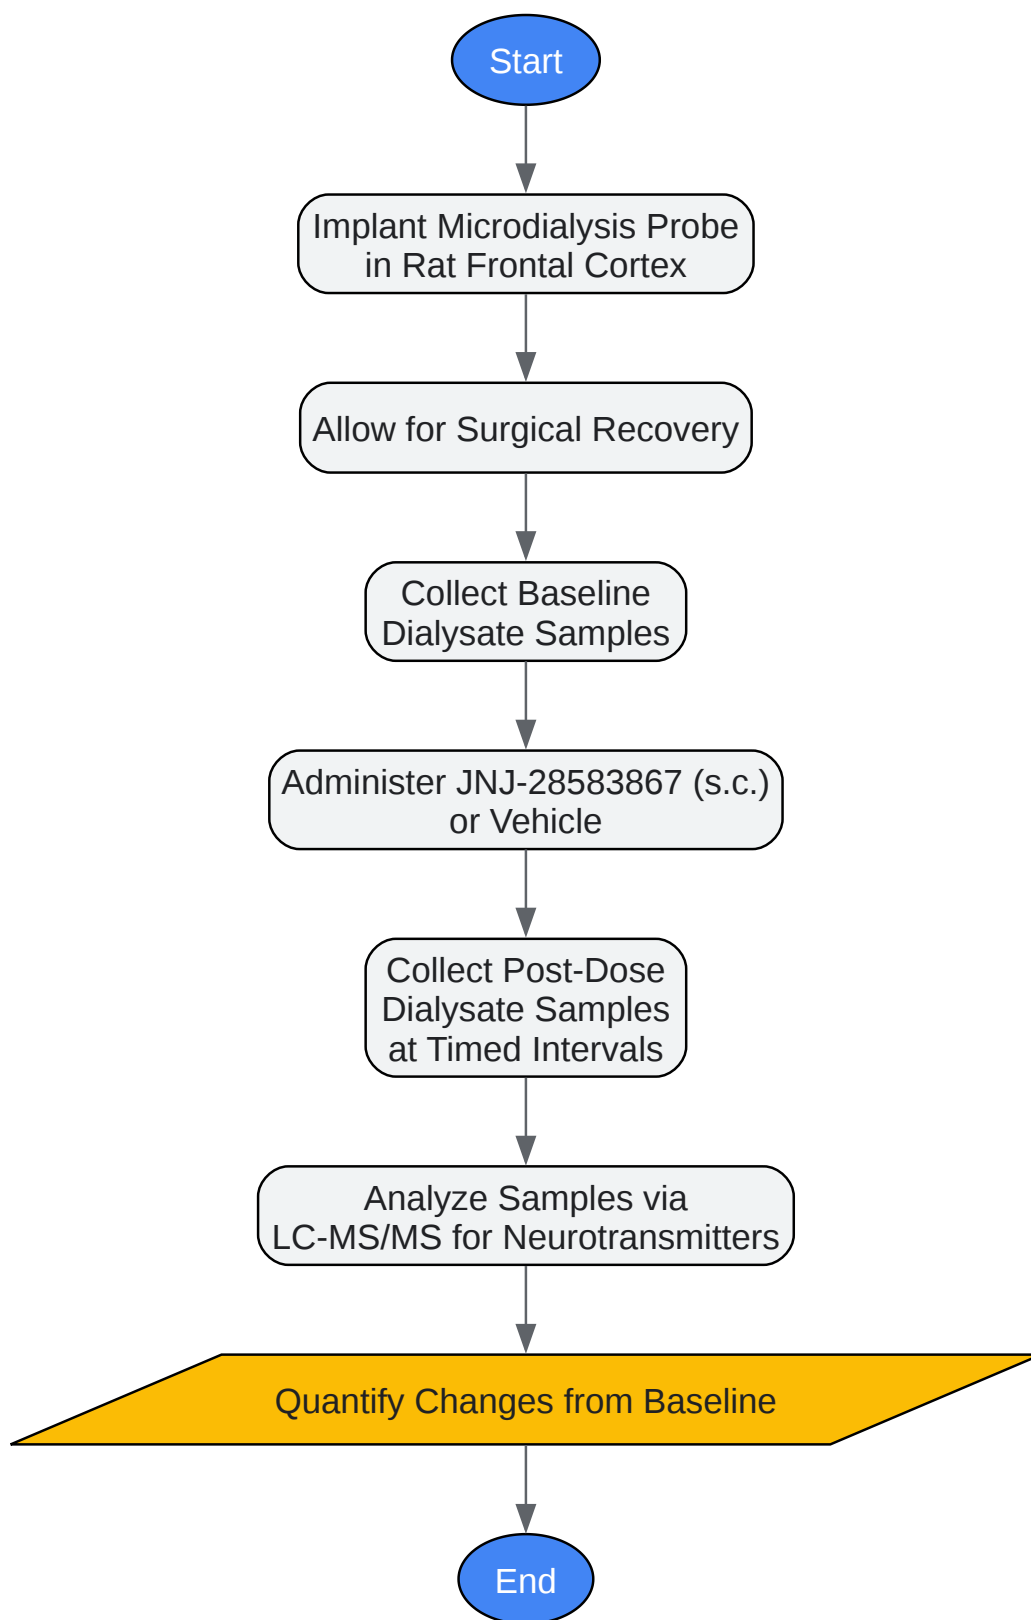 Start
Implant Microdialysis Probe
in Rat Frontal Cortex
Allow for Surgical Recovery
Collect Baseline
Dialysate Samples
Administer JNJ-28583867 (s.c.)
or Vehicle
Collect Post-Dose
Dialysate Samples
at Timed Intervals
Analyze Samples via
LC-MS/MS for Neurotransmitters
Quantify Changes from Baseline
End